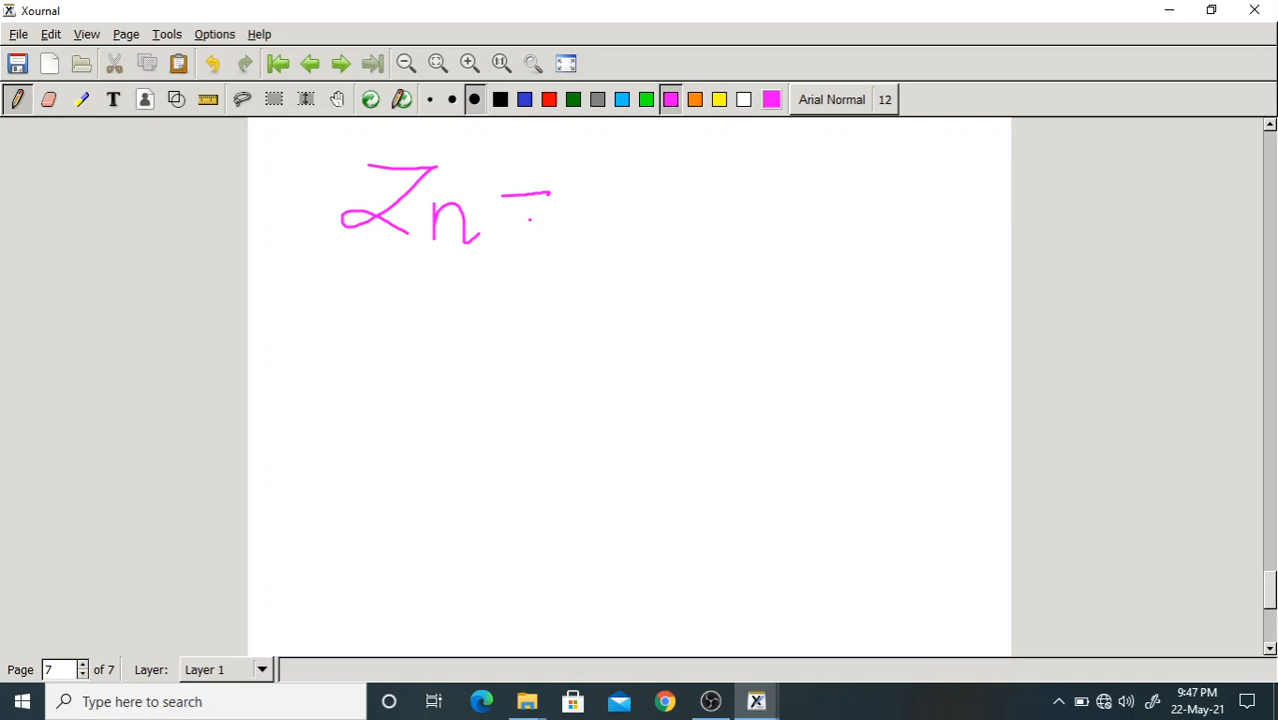 Xournal
File Edit View Page Tools Options Help
Arial Normal 12
Zn
Page 7 of 7 Layer: Layer 1
Type here to search
9:47 PM
22-May-21